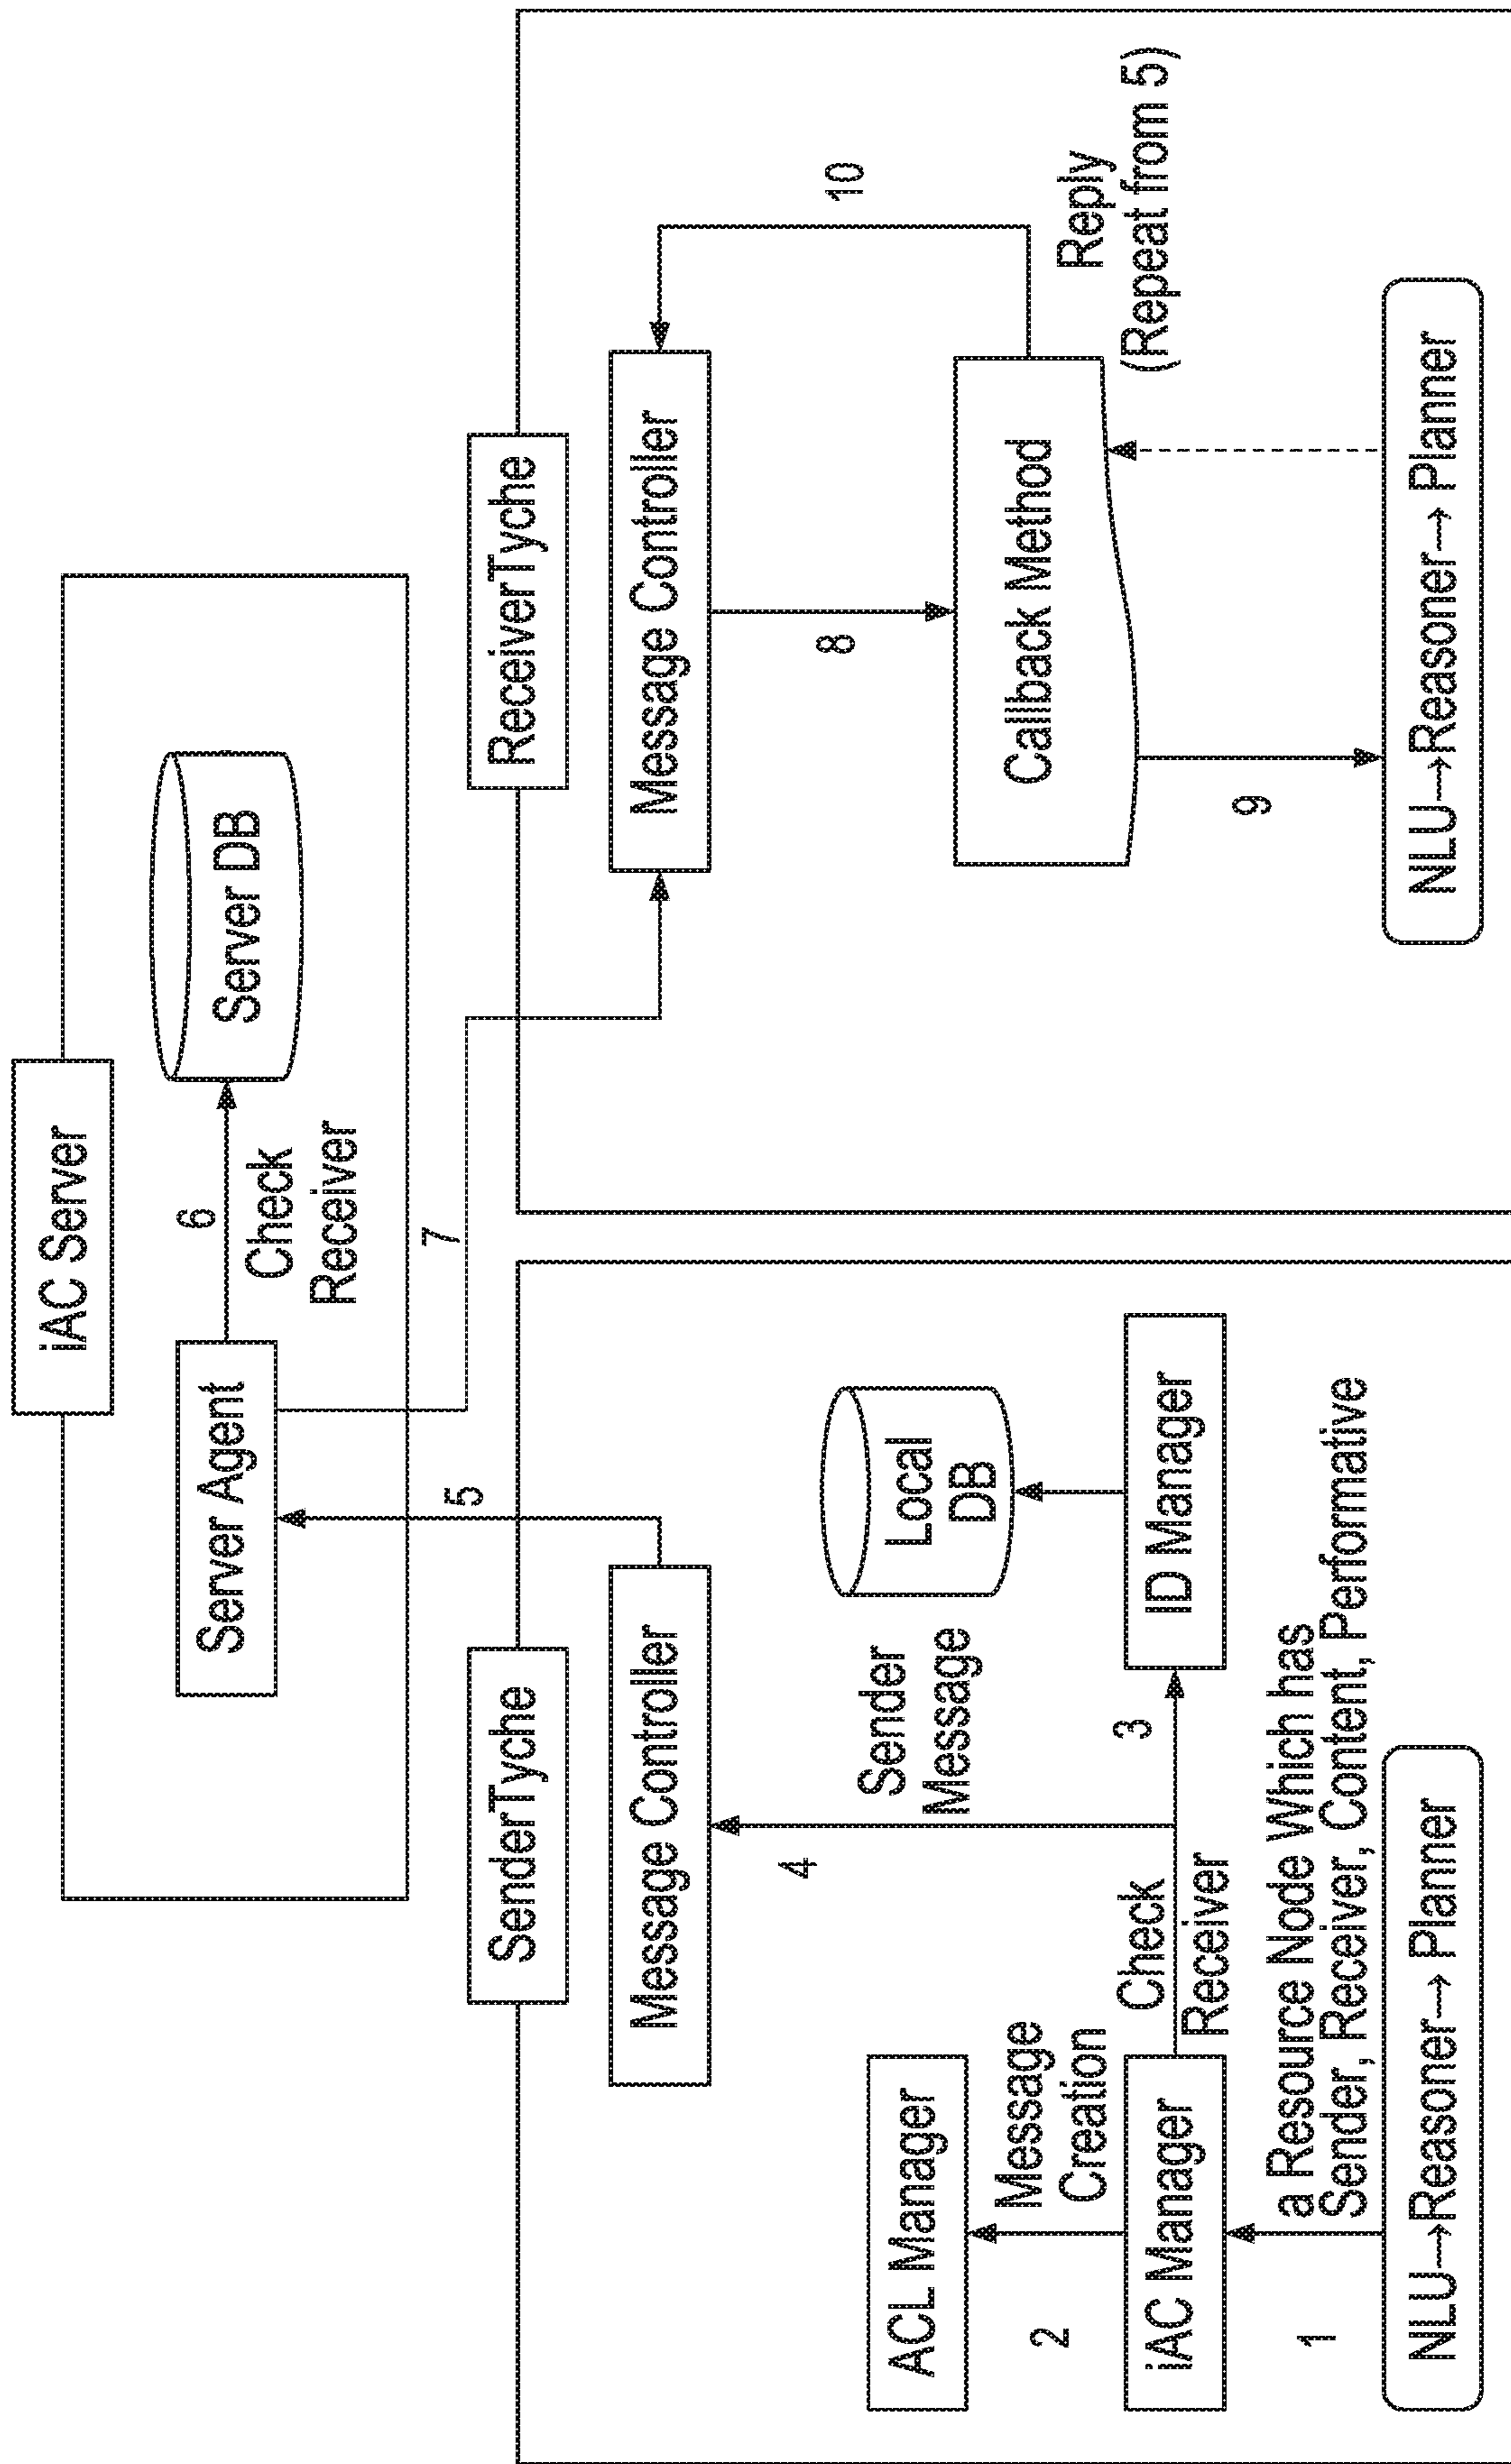 iAC Server
Server Agent
6
Check
Receiver
Server DB
5
7
SenderTyche
Message Controller
4
Sender
Message
Local
DB
ACL Manager
2
Message
Creation
iAC Manager
Check
Receiver
3
ID Manager
1
a Resource Node Which has
Sender, Receiver, Content, Performative
NLU→Reasoner→Planner
ReceiverTyche
Message Controller
8
10
Callback Method
Reply
(Repeat from 5)
9
NLU→Reasoner→Planner